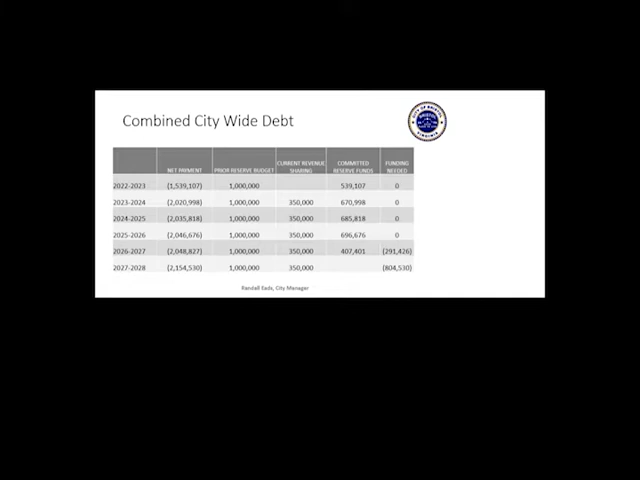 Combined City Wide Debt
CITY OF BRISTOL
VIRGINIA
NET PAYMENT PRIOR RESERVE BUDGET CURRENT REVENUE SHARING COMMITTED RESERVE FUNDS FUNDING NEEDED
2022-2023 (1,539,107) 1,000,000 539,107 0
2023-2024 (2,020,998) 1,000,000 350,000 670,998 0
2024-2025 (2,035,818) 1,000,000 350,000 685,818 0
2025-2026 (2,046,676) 1,000,000 350,000 696,676 0
2026-2027 (2,048,827) 1,000,000 350,000 407,401 (291,426)
2027-2028 (2,154,530) 1,000,000 350,000 (804,530)
Randall Eads, City Manager